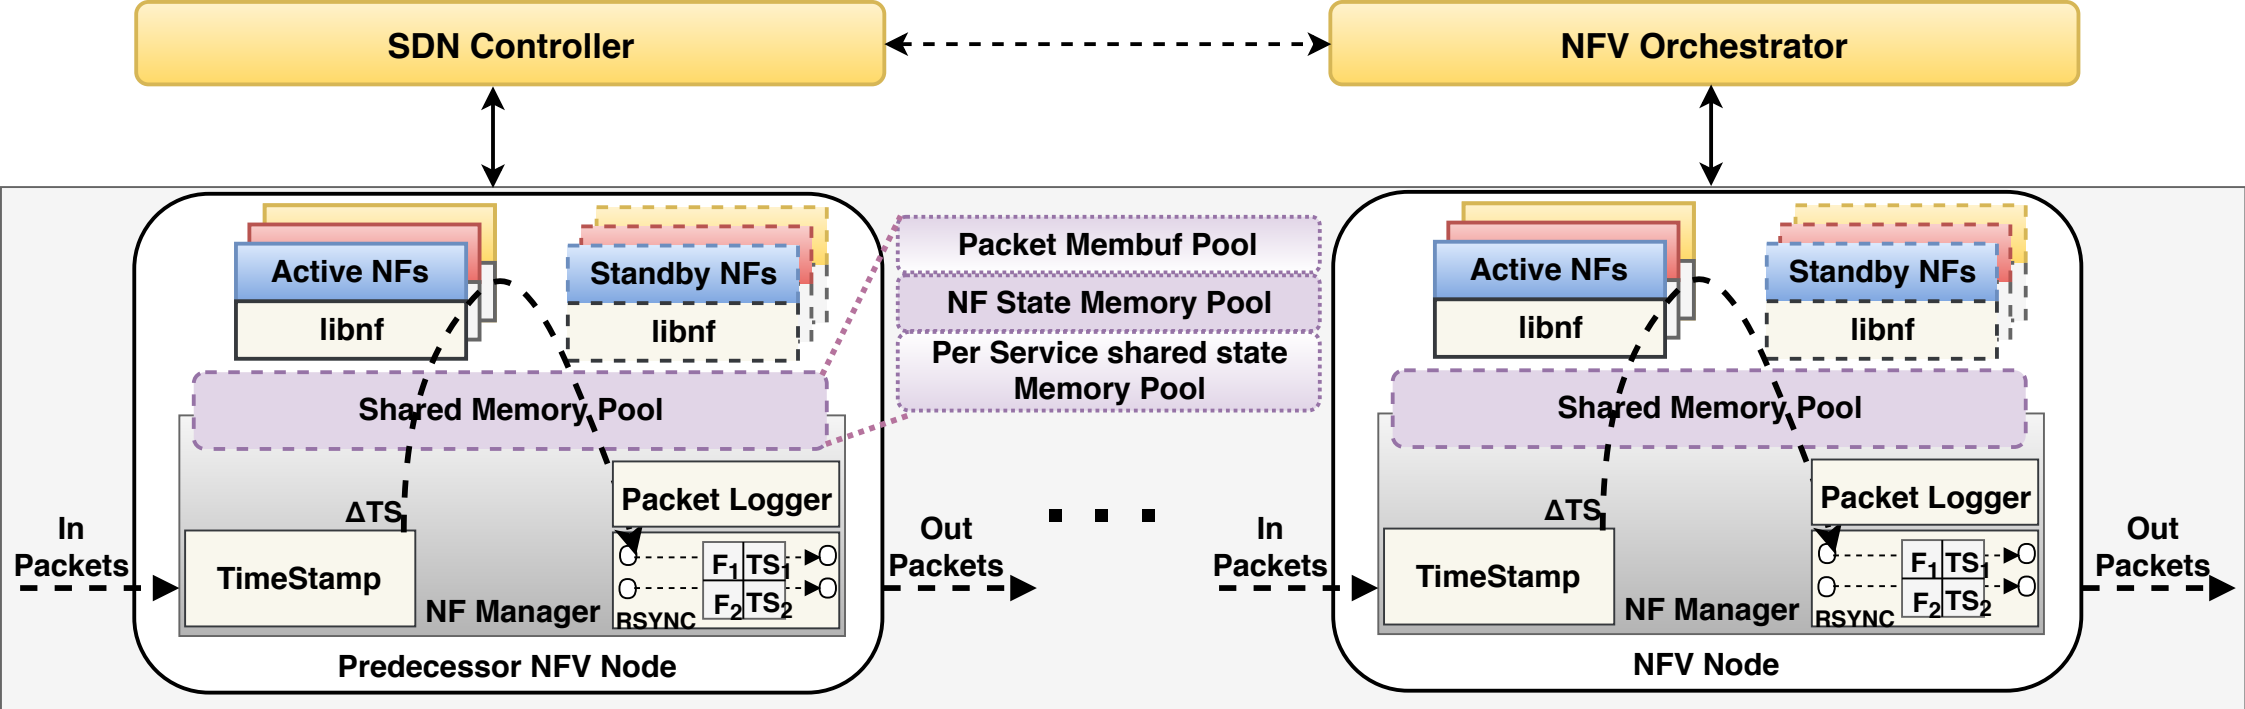 SDN Controller
NFV Orchestrator
Active NFs
libnf
Standby NFs
libnf
Shared Memory Pool
Packet Membuf Pool
NF State Memory Pool
Per Service shared state
Memory Pool
In
Packets
ΔTS
TimeStamp
NF Manager
Packet Logger
F1 TS1
F2 TS2
RSYNC
Predecessor NFV Node
Out
Packets
In
Packets
Active NFs
libnf
Standby NFs
libnf
Shared Memory Pool
ΔTS
TimeStamp
NF Manager
Packet Logger
F1 TS1
F2 TS2
RSYNC
NFV Node
Out
Packets